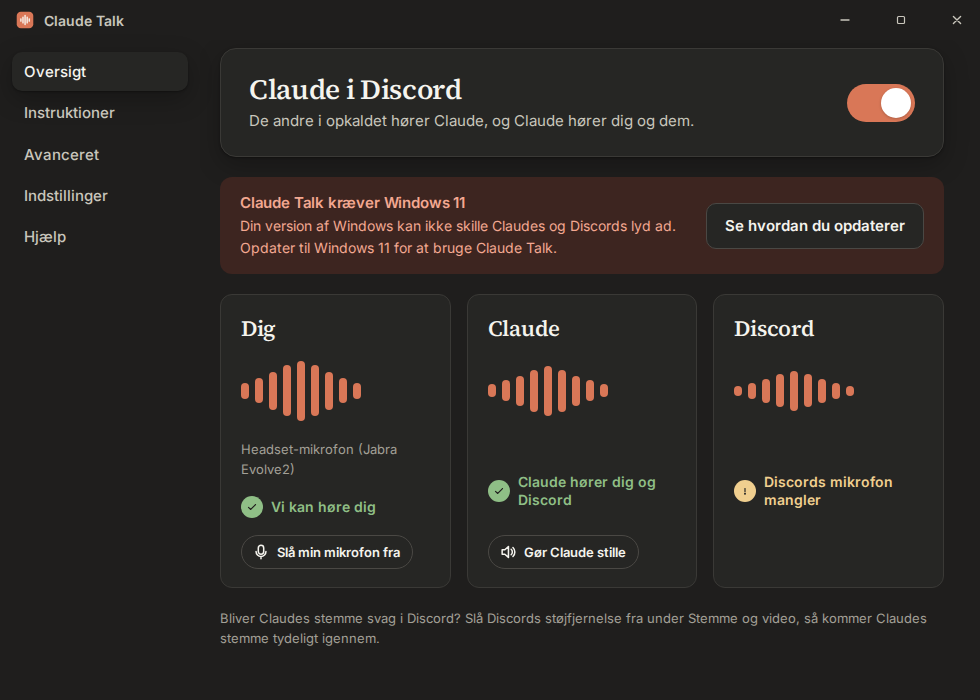 Claude Talk
Oversigt
Instruktioner
Avanceret
Indstillinger
Hjælp
Claude i Discord
De andre i opkaldet hører Claude, og Claude hører dig og dem.
Claude Talk kræver Windows 11
Din version af Windows kan ikke skille Claudes og Discords lyd ad.
Opdater til Windows 11 for at bruge Claude Talk.
Se hvordan du opdaterer
Dig
Headset-mikrofon (Jabra
Evolve2)
Vi kan høre dig
Slå min mikrofon fra
Claude
Claude hører dig og
Discord
Gør Claude stille
Discord
Discords mikrofon
mangler
Bliver Claudes stemme svag i Discord? Slå Discords støjfjernelse fra under Stemme og video, så kommer Claudes
stemme tydeligt igennem.